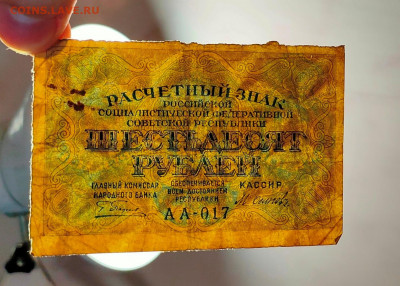 COINS.LAVE.RU
РАСЧЕТНЫЙ ЗНАК
РОССИЙСКОЙ
СОЦИАЛИСТИЧЕСКОЙ ФЕДЕРАТИВНОЙ
СОВЕТСКОЙ РЕСПУБЛИКИ
ШЕСТЬДЕСЯТ
РУБЛЕЙ
ГЛАВНЫЙ КОМИССАР
НАРОДНОГО БАНКА
ОБЕСПЕЧИВАЕТСЯ
ВСЕМ ДОСТОЯНИЕМ
РЕСПУБЛИКИ
КАССИР.
АА-017